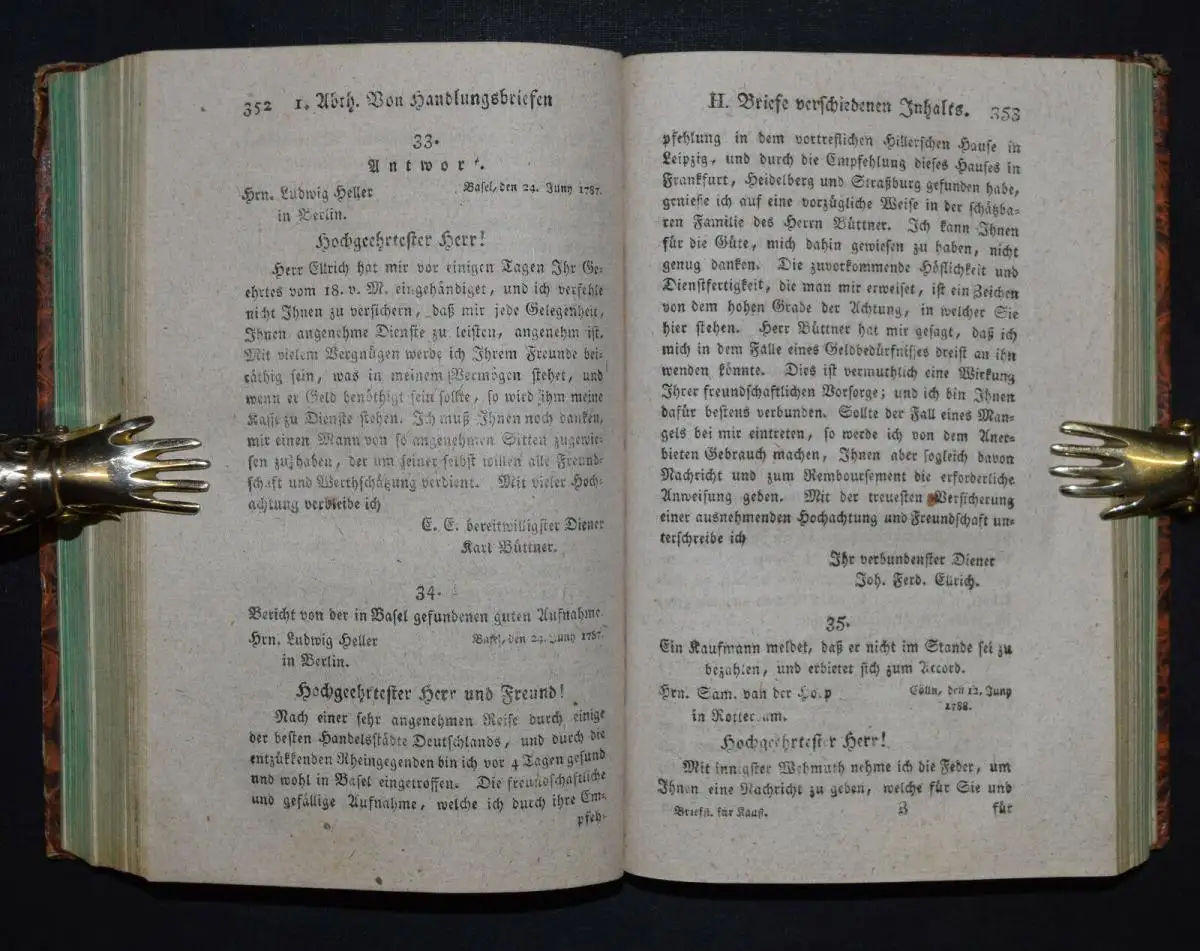 352 1. Abth. Von Handlungsbriefen
33.
Antwort.
Hrn. Ludwig Heller Basel, den 24. Juny 1787.
in Berlin.
Hochgeehrtester Herr!
Herr Ellrich hat mir vor einigen Tagen Ihr Ge-
ehrtes vom 18. v. M. eingehändiget, und ich verfehle
nicht Ihnen zu versichern, daß mir jede Gelegenheit,
Ihnen angenehme Dienste zu leisten, angenehm ist.
Mit vielem Vergnügen werde ich Ihrem Freunde bei-
räthig sein, was in meinem Vermögen stehet, und
wenn er Geld benöthigt sein sollte, so wird ihm meine
Kasse zu Dienste stehen. Ich muß Ihnen noch danken,
mir einen Mann von so angenehmen Sitten zugewie-
sen zu haben, der um seiner selbst willen alle Freund-
schaft und Werthschätzung verdient. Mit vieler Hoch-
achtung verbleibe ich
E. E. bereitwilligster Diener
Karl Büttner.
34.
Bericht von der in Basel gefundenen guten Aufnahme.
Hrn. Ludwig Heller Basel, den 24. Juny 1787.
in Berlin.
Hochgeehrtester Herr und Freund!
Nach einer sehr angenehmen Reise durch einige
der besten Handelsstädte Deutschlands, und durch die
entzükkenden Rheingegenden bin ich vor 4 Tagen gesund
und wohl in Basel eingetroffen. Die freundschaftliche
und gefällige Aufnahme, welche ich durch ihre Em-
pfeh-
H. Briefe verschiedenen Inhalts. 353
pfehlung in dem vortreflichen Hillerschen Hause in
Leipzig, und durch die Empfehlung dieses Hauses in
Frankfurt, Heidelberg und Straßburg gefunden habe,
genieße ich auf eine vorzügliche Weise in der schätzba-
ren Familie des Herrn Büttner. Ich kann Ihnen
für die Güte, mich dahin gewiesen zu haben, nicht
genug danken. Die zuvorkommende Höflichkeit und
Dienstfertigkeit, die man mir erweiset, ist ein Zeichen
von dem hohen Grade der Achtung, in welcher Sie
hier stehen. Herr Büttner hat mir gesagt, daß ich
mich in dem Falle eines Geldbedürfnisses dreist an ihn
wenden könnte. Dies ist vermuthlich eine Wirkung
Ihrer freundschaftlichen Vorsorge; und ich bin Ihnen
dafür bestens verbunden. Sollte der Fall eines Man-
gels bei mir eintreten, so werde ich von dem Aner-
bieten Gebrauch machen, Ihnen aber sogleich davon
Nachricht und zum Remboursement die erforderliche
Anweisung geben. Mit der treuesten Versicherung
einer ausnehmenden Hochachtung und Freundschaft un-
terschreibe ich
Ihr verbundenster Diener
Joh. Ferd. Ellrich.
35.
Ein Kaufmann meldet, daß er nicht im Stande sei zu
bezahlen, und erbietet sich zum Accord.
Hrn. Sam. van der Cölln, den 12. Juny
1788.
in Rotterdam.
Hochgeehrtester Herr!
Mit innigster Wehmuth nehme ich die Feder, um
Ihnen eine Nachricht zu geben, welche für Sie und
Briefst. für Kaufl. Z für